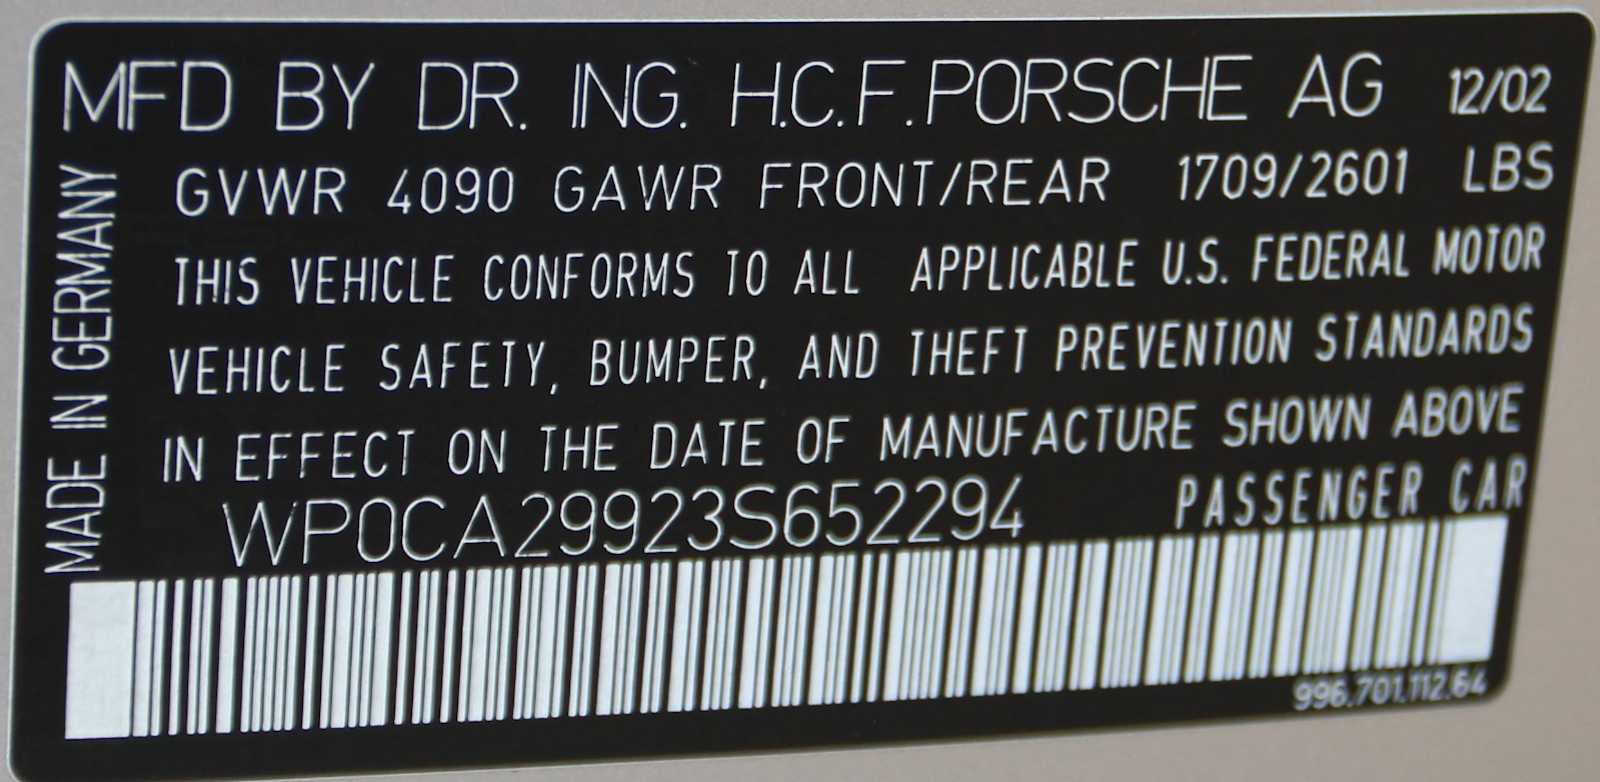 MFD BY DR. ING. H.C.F. PORSCHE AG 12/02
GVWR 4090 GAWR FRONT/REAR 1709/2601 LBS
THIS VEHICLE CONFORMS TO ALL APPLICABLE U.S. FEDERAL MOTOR
VEHICLE SAFETY, BUMPER, AND THEFT PREVENTION STANDARDS
IN EFFECT ON THE DATE OF MANUFACTURE SHOWN ABOVE
WP0CA29923S652294 PASSENGER CAR
996.701.112.64
MADE IN GERMANY